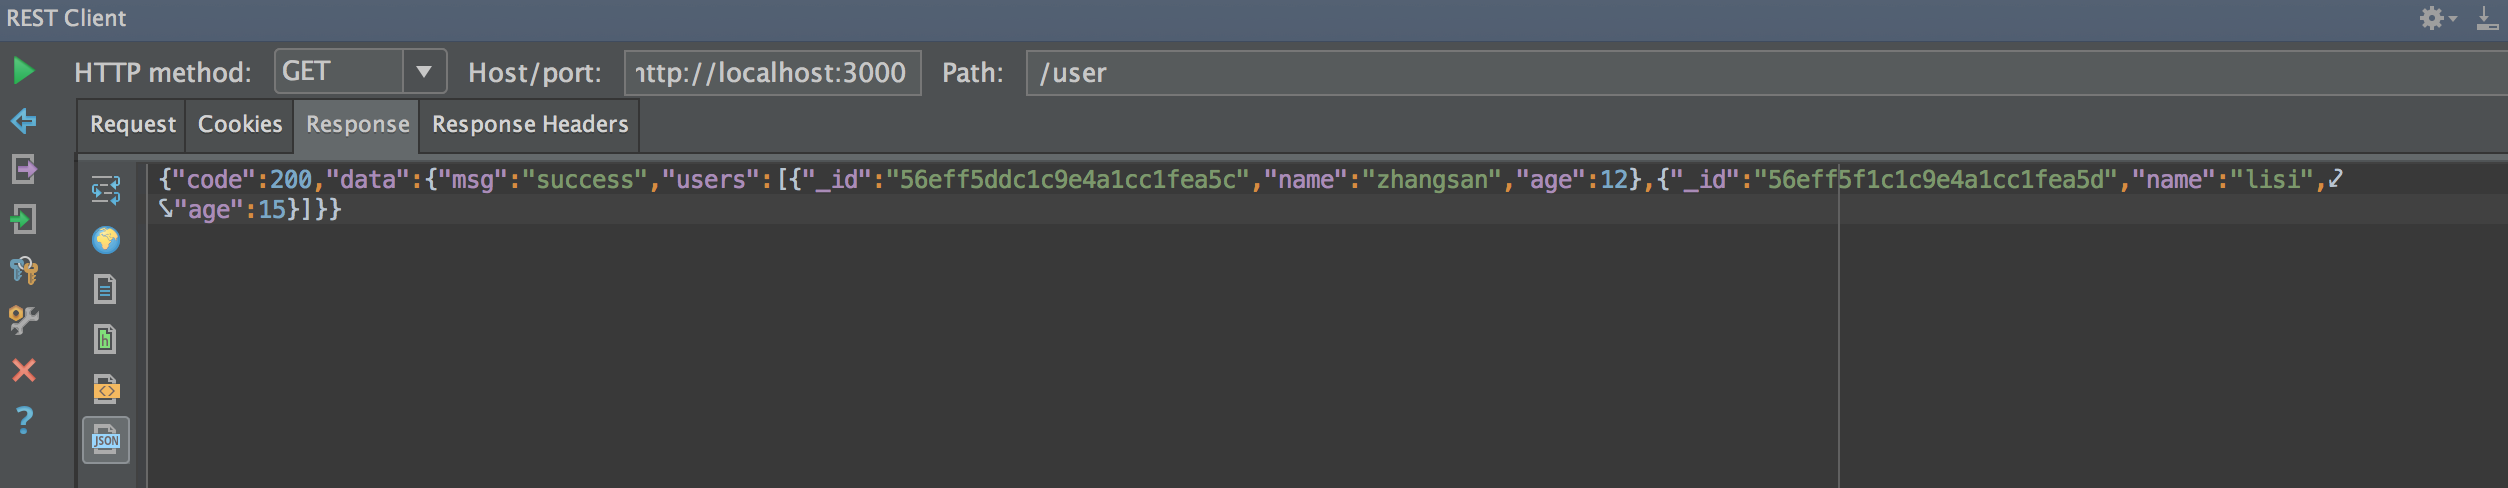 REST Client
HTTP method: GET Host/port: http://localhost:3000 Path: /user
Request Cookies Response Response Headers
{"code":200,"data":{"msg":"success","users":[{"_id":"56eff5ddc1c9e4a1cc1fea5c","name":"zhangsan","age":12},{"_id":"56eff5f1c1c9e4a1cc1fea5d","name":"lisi",
"age":15}]}}
h
JSON
?